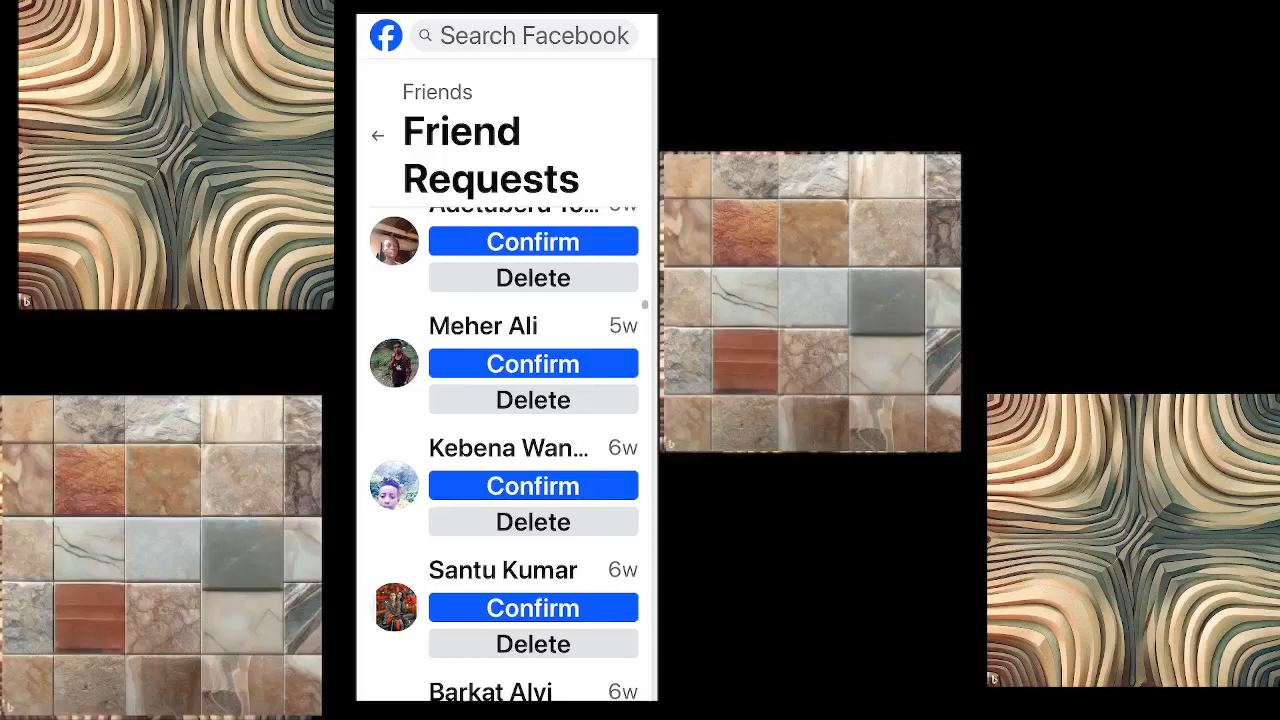 Search Facebook
Friends
Friend
Requests
Confirm
Delete
Meher Ali 5w
Confirm
Delete
Kebena Wan... 6w
Confirm
Delete
Santu Kumar 6w
Confirm
Delete
Barkat Alvi 6w